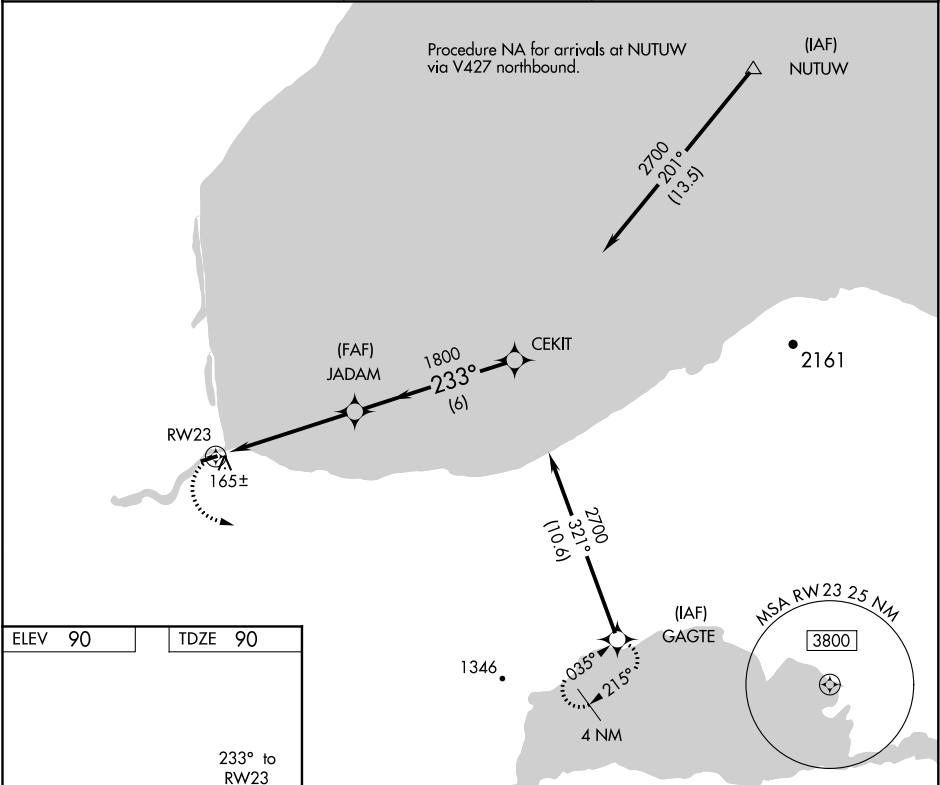 Procedure NA for arrivals at NUTUW
via V427 northbound.
(IAF)
NUTUW
2700
201°
(13.5)
CEKIT
(FAF)
JADAM
1800
233°
(6)
2161
RW23
165±
2700
321°
(10.6)
(IAF)
GAGTE
035°
215°
4 NM
1346
MSA RW23 25 NM
3800
ELEV 90
TDZE 90
233° to
RW23